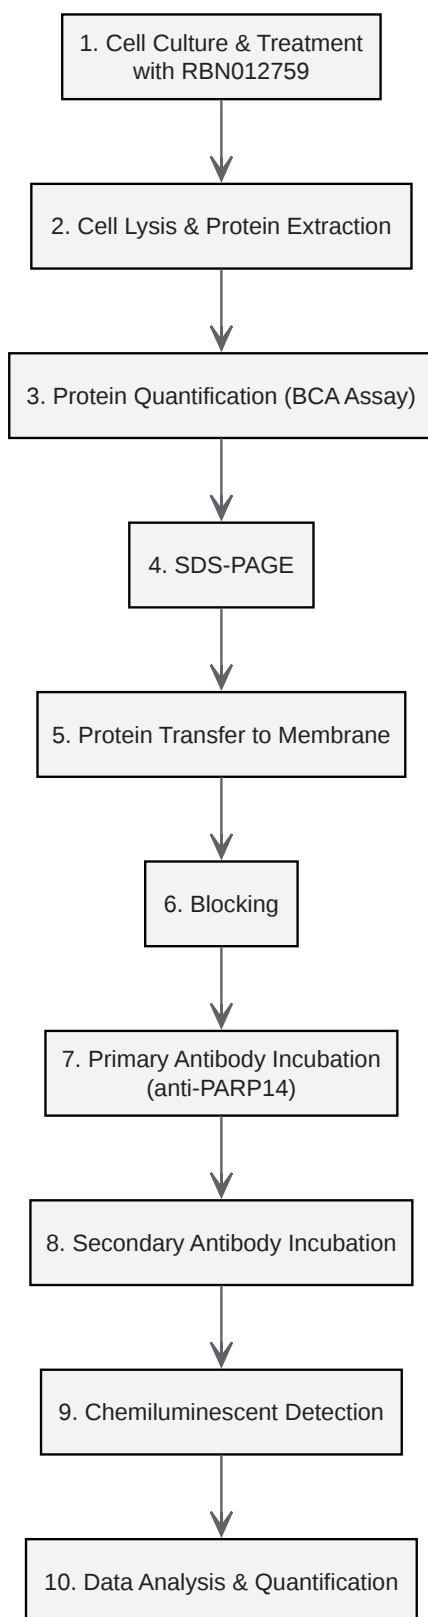 1. Cell Culture & Treatment
with RBN012759
2. Cell Lysis & Protein Extraction
3. Protein Quantification (BCA Assay)
4. SDS-PAGE
5. Protein Transfer to Membrane
6. Blocking
7. Primary Antibody Incubation
(anti-PARP14)
8. Secondary Antibody Incubation
9. Chemiluminescent Detection
10. Data Analysis & Quantification